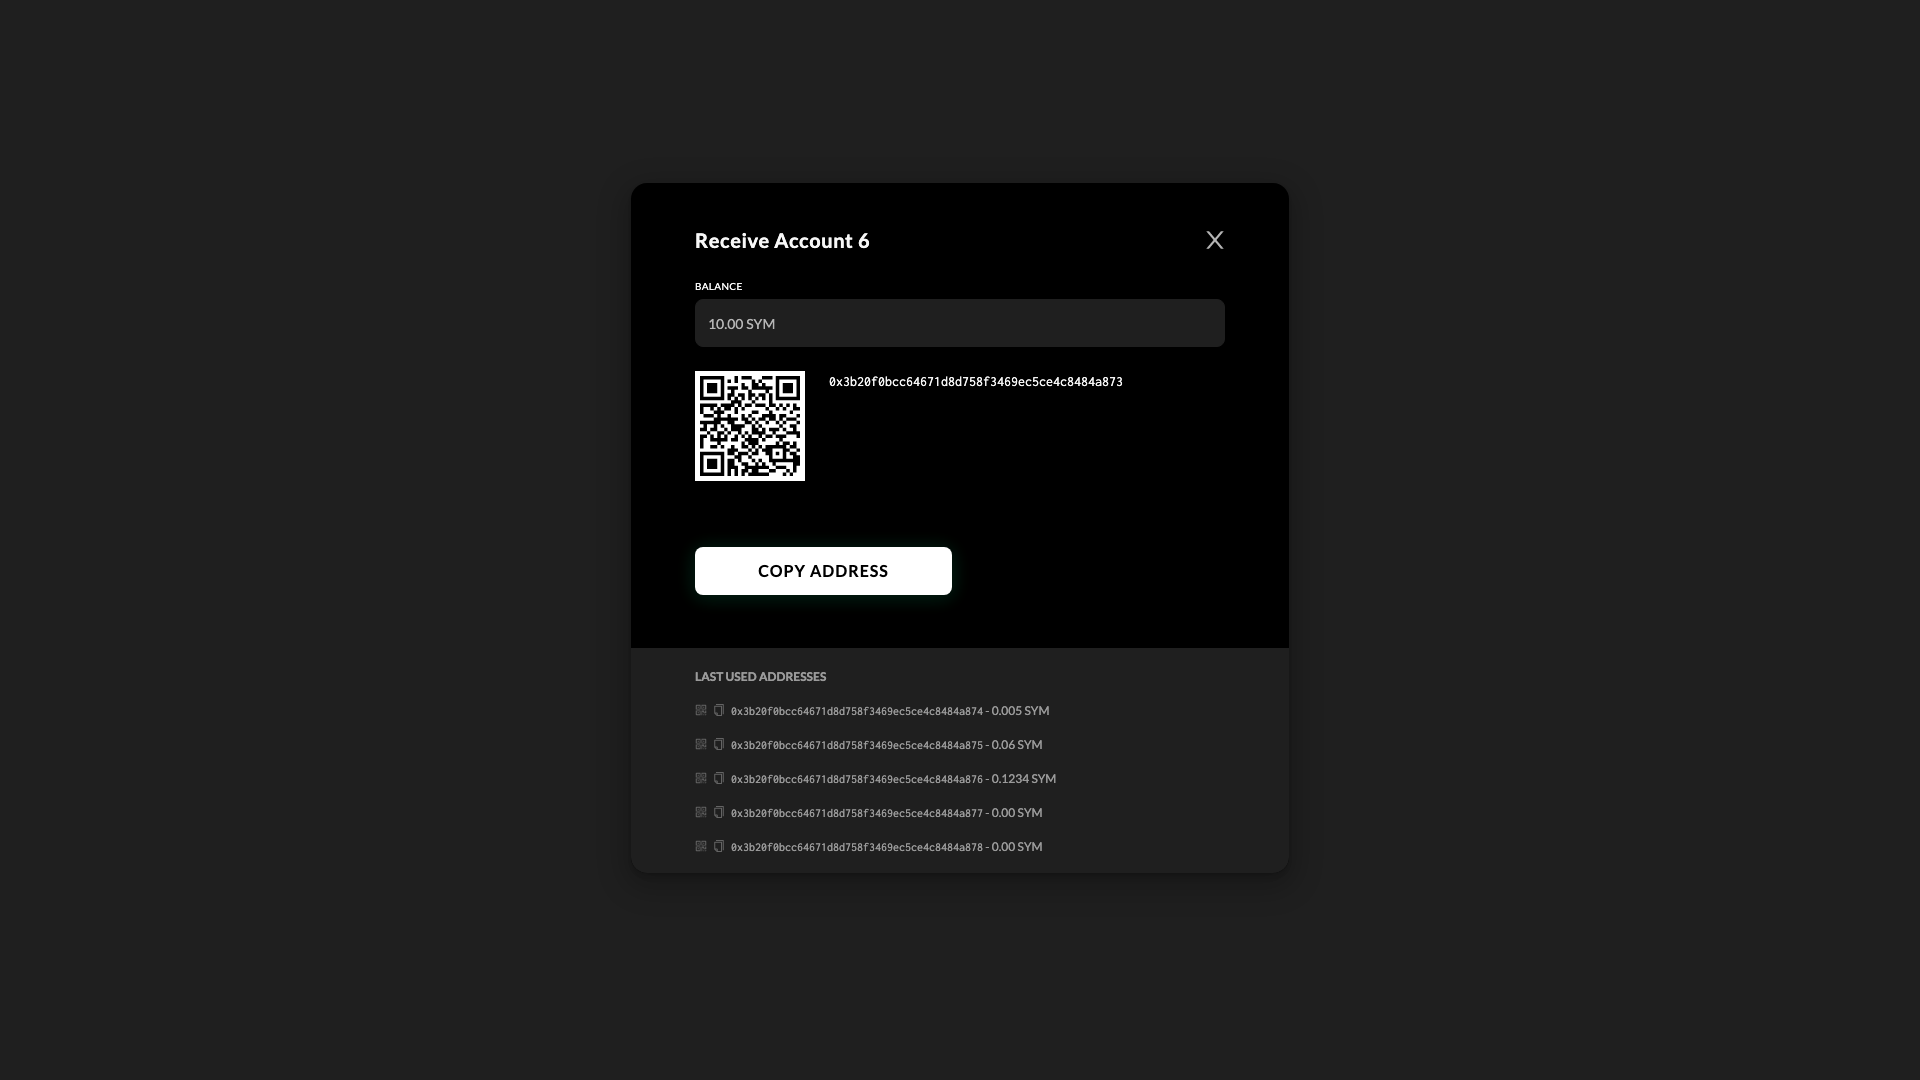 Receive Account 6
BALANCE
10.00 SYM
0x3b20f0bcc64671d8d758f3469ec5ce4c8484a873
COPY ADDRESS
LAST USED ADDRESSES
0x3b20f0bcc64671d8d758f3469ec5ce4c8484a874 - 0.005 SYM
0x3b20f0bcc64671d8d758f3469ec5ce4c8484a875 - 0.06 SYM
0x3b20f0bcc64671d8d758f3469ec5ce4c8484a876 - 0.1234 SYM
0x3b20f0bcc64671d8d758f3469ec5ce4c8484a877 - 0.00 SYM
0x3b20f0bcc64671d8d758f3469ec5ce4c8484a878 - 0.00 SYM